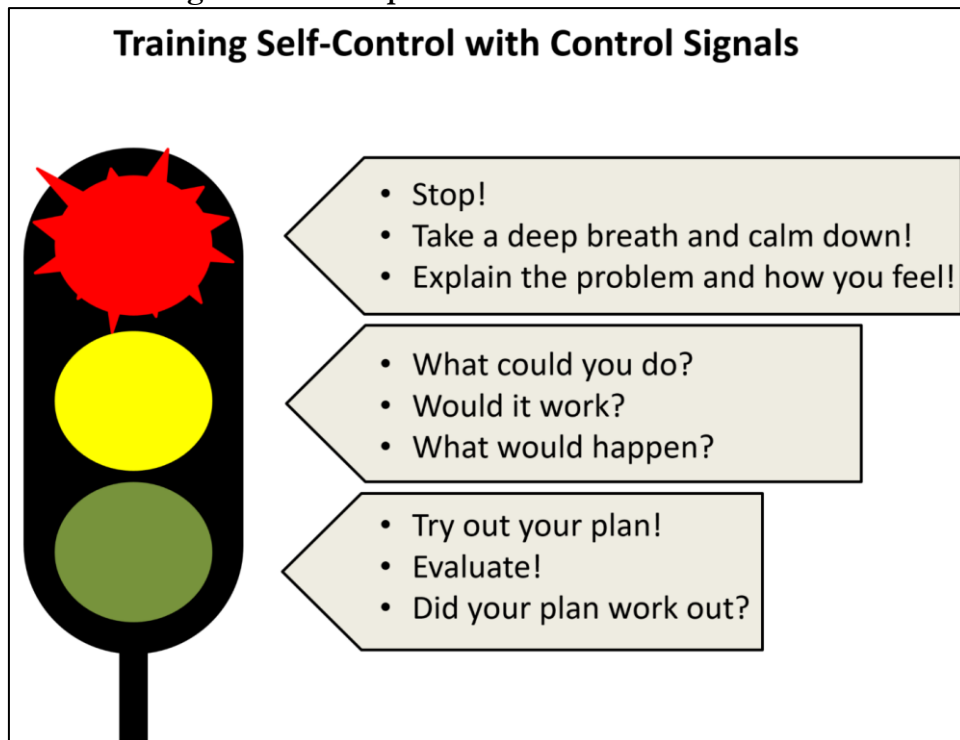 Training Self-Control with Control Signals
• Stop!
• Take a deep breath and calm down!
• Explain the problem and how you feel!
• What could you do?
• Would it work?
• What would happen?
• Try out your plan!
• Evaluate!
• Did your plan work out?